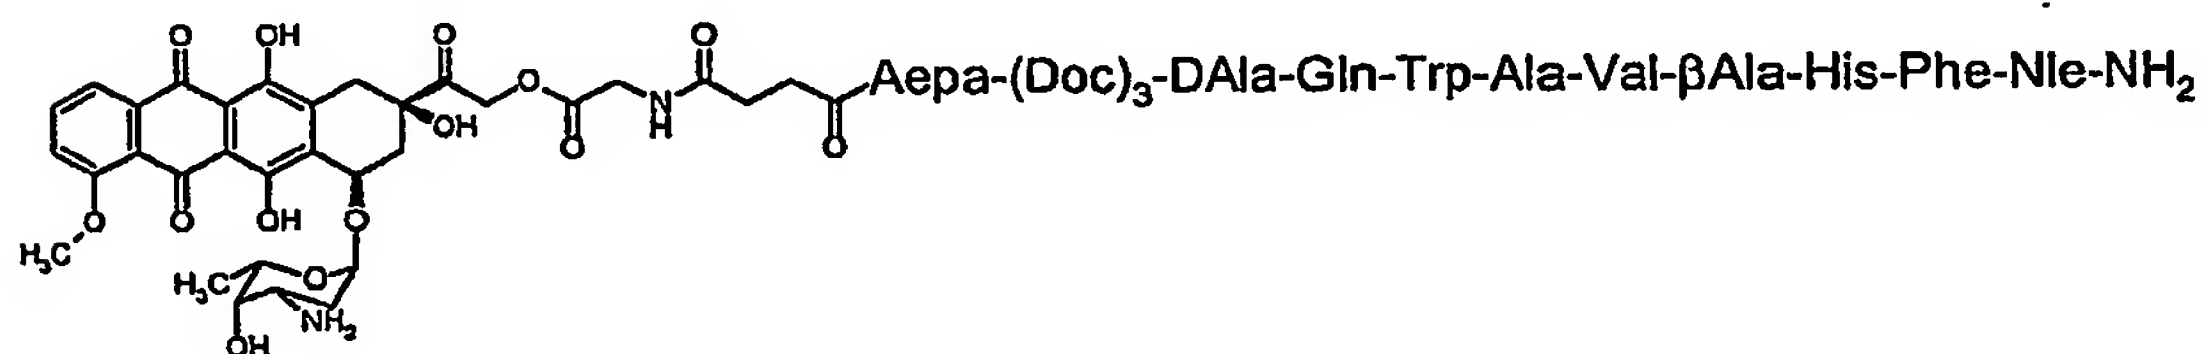 O OH O O
O O N H O Aepa-(Doc)₃-DAla-Gln-Trp-Ala-Val-βAla-His-Phe-Nle-NH₂
OH
O O OH O
H₃C
H₃C O
NH₂
OH